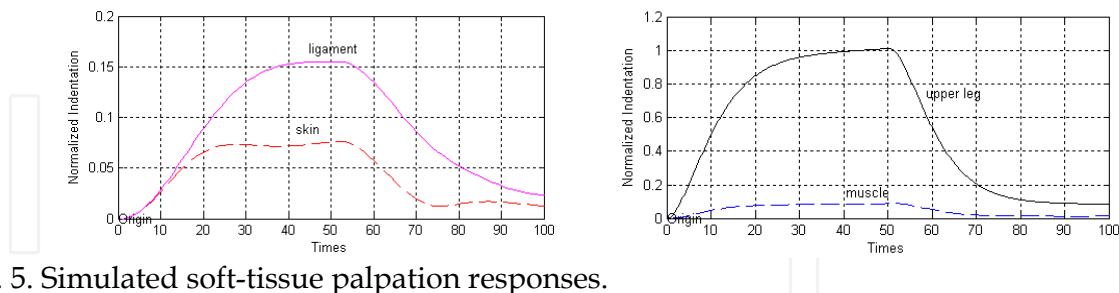 0.2
0.15
0.1
0.05
0
Normalized Indentation
ligament
skin
Origin
0 10 20 30 40 50 60 70 80 90 100
Times
1.2
1
0.8
0.6
0.4
0.2
0
Normalized Indentation
upper leg
muscle
Origin
0 10 20 30 40 50 60 70 80 90 100
Times
. 5. Simulated soft-tissue palpation responses.